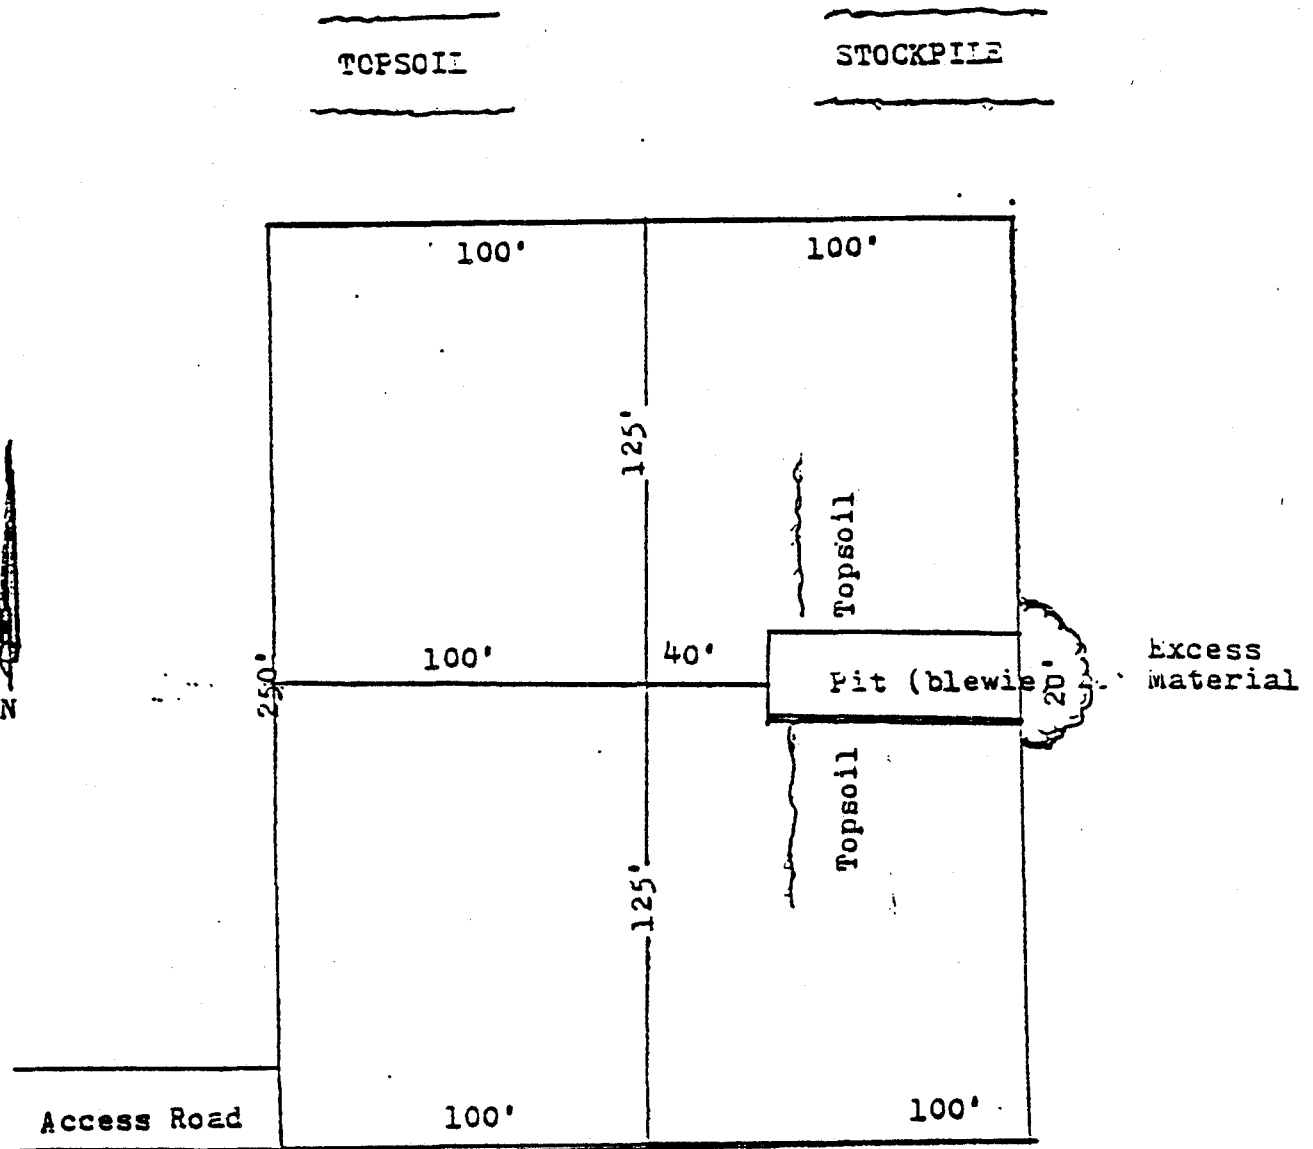 TOPSOIL
STOCKPILE
100'
100'
125'
Topsoil
100'
40'
250'
Pit (blewie
20'
Excess
Material
N
Topsoil
125'
Access Road
100'
100'